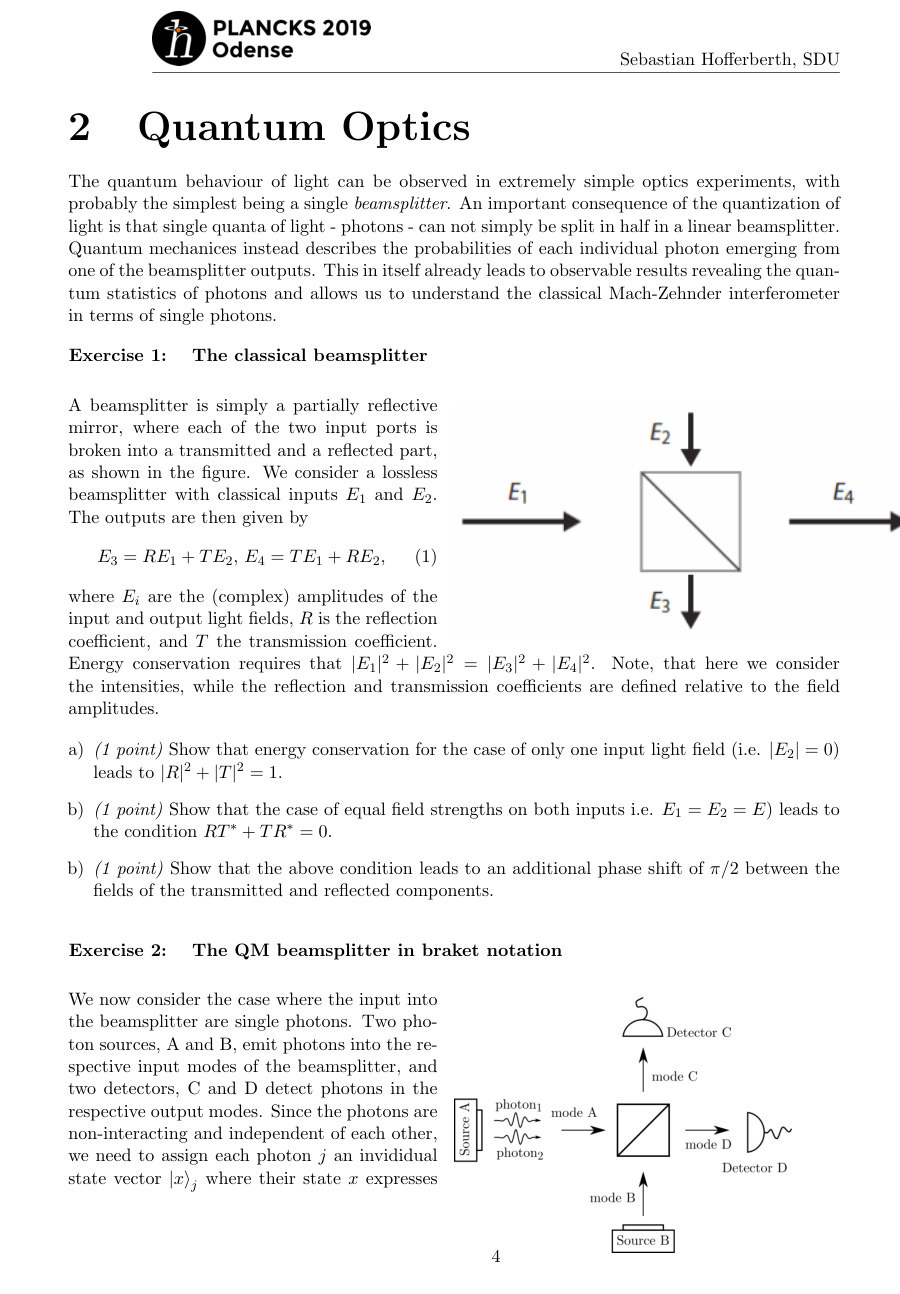 PLANCKS 2019
Odense
Sebastian Hofferberth, SDU
2 Quantum Optics
The quantum behaviour of light can be observed in extremely simple optics experiments, with
probably the simplest being a single beamsplitter. An important consequence of the quantization of
light is that single quanta of light - photons - can not simply be split in half in a linear beamsplitter.
Quantum mechanices instead describes the probabilities of each individual photon emerging from
one of the beamsplitter outputs. This in itself already leads to observable results revealing the quan-
tum statistics of photons and allows us to understand the classical Mach-Zehnder interferometer
in terms of single photons.
Exercise 1: The classical beamsplitter
A beamsplitter is simply a partially reflective
mirror, where each of the two input ports is
broken into a transmitted and a reflected part,
as shown in the figure. We consider a lossless
beamsplitter with classical inputs E₁ and E₂.
The outputs are then given by
E₃ = RE₁ + TE₂, E₄ = TE₁ + RE₂, (1)
where Eᵢ are the (complex) amplitudes of the
input and output light fields, R is the reflection
coefficient, and T the transmission coefficient.
E₂
E₁
E₄
E₃
Energy conservation requires that |E₁|² + |E₂|² = |E₃|² + |E₄|². Note, that here we consider
the intensities, while the reflection and transmission coefficients are defined relative to the field
amplitudes.
a) (1 point) Show that energy conservation for the case of only one input light field (i.e. |E₂| = 0)
leads to |R|² + |T|² = 1.
b) (1 point) Show that the case of equal field strengths on both inputs i.e. E₁ = E₂ = E) leads to
the condition RT* + TR* = 0.
b) (1 point) Show that the above condition leads to an additional phase shift of π/2 between the
fields of the transmitted and reflected components.
Exercise 2: The QM beamsplitter in braket notation
We now consider the case where the input into
the beamsplitter are single photons. Two pho-
ton sources, A and B, emit photons into the re-
spective input modes of the beamsplitter, and
two detectors, C and D detect photons in the
respective output modes. Since the photons are
non-interacting and independent of each other,
we need to assign each photon j an invididual
state vector |x⟩ⱼ where their state x expresses
Detector C
mode C
Source A
photon₁
photon₂
mode A
mode D
Detector D
mode B
Source B
4